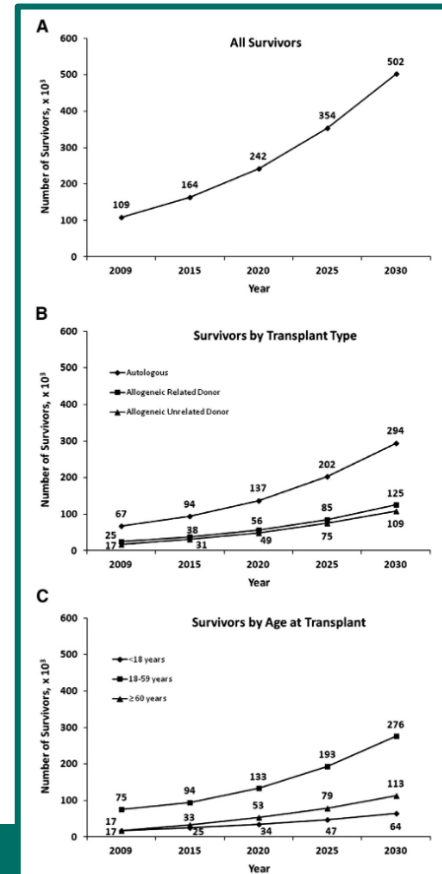 A
All Survivors
Number of Survivors, x 10³
600
500
400
300
200
100
0
109
164
242
354
502
2009 2015 2020 2025 2030
Year
B
Survivors by Transplant Type
Number of Survivors, x 10³
600
500
400
300
200
100
0
Autologous
Allogeneic Related Donor
Allogeneic Unrelated Donor
67 94 137 202 294
25 38 56 85 125
17 31 49 75 109
2009 2015 2020 2025 2030
Year
C
Survivors by Age at Transplant
Number of Survivors, x 10³
600
500
400
300
200
100
0
<18 years
18-59 years
≥60 years
75 94 133 193 276
17 33 53 79 113
17 25 34 47 64
2009 2015 2020 2025 2030
Year